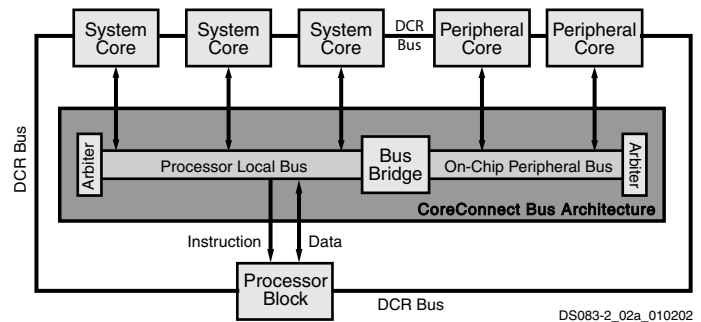 System
Core
System
Core
System
Core
DCR
Bus
Peripheral
Core
Peripheral
Core
DCR Bus
Arbiter
Processor Local Bus
Bus
Bridge
On-Chip Peripheral Bus
Arbiter
CoreConnect Bus Architecture
Instruction
Data
Processor
Block
DCR Bus
DS083-2_02a_010202